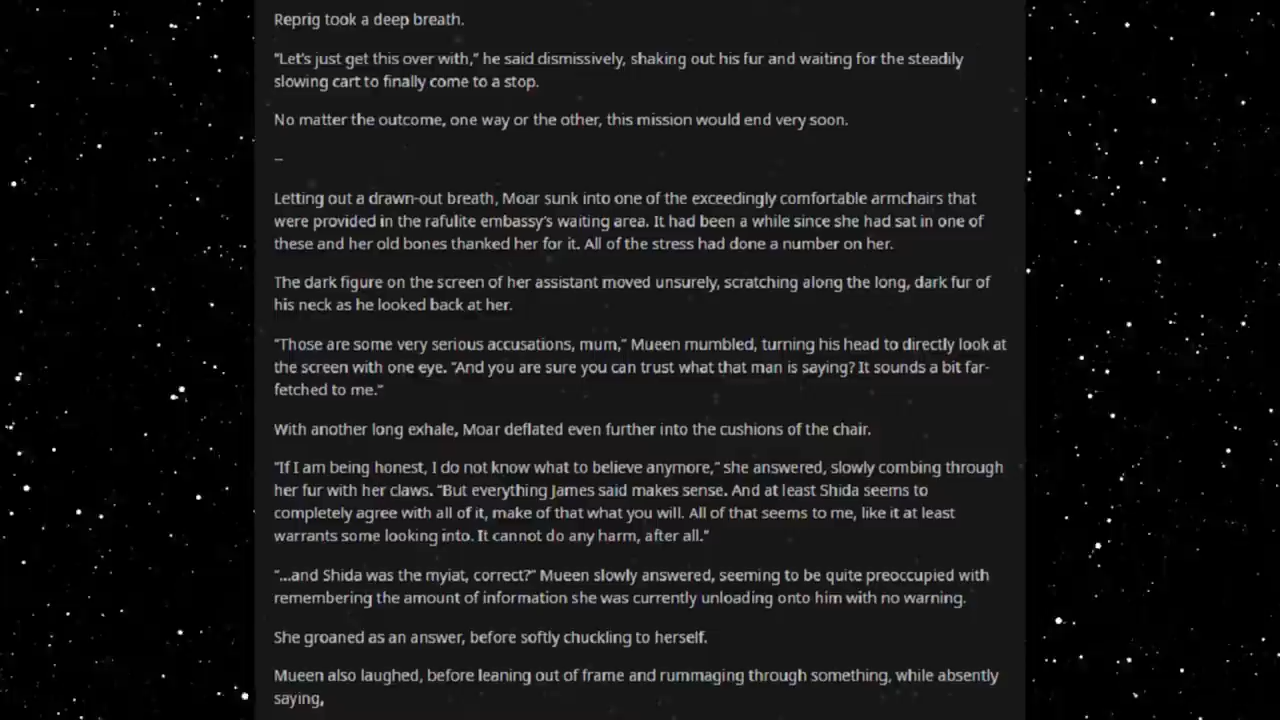 Reprig took a deep breath.
“Let’s just get this over with,” he said dismissively, shaking out his fur and waiting for the steadily
slowing cart to finally come to a stop.
No matter the outcome, one way or the other, this mission would end very soon.
–
Letting out a drawn-out breath, Moar sunk into one of the exceedingly comfortable armchairs that
were provided in the rafulite embassy’s waiting area. It had been a while since she had sat in one of
these and her old bones thanked her for it. All of the stress had done a number on her.
The dark figure on the screen of her assistant moved unsurely, scratching along the long, dark fur of
his neck as he looked back at her.
“Those are some very serious accusations, mum,” Mueen mumbled, turning his head to directly look at
the screen with one eye. “And you are sure you can trust what that man is saying? It sounds a bit far-
fetched to me.”
With another long exhale, Moar deflated even further into the cushions of the chair.
“If I am being honest, I do not know what to believe anymore,” she answered, slowly combing through
her fur with her claws. “But everything James said makes sense. And at least Shida seems to
completely agree with all of it, make of that what you will. All of that seems to me, like it at least
warrants some looking into. It cannot do any harm, after all.”
“…and Shida was the myiat, correct?” Mueen slowly answered, seeming to be quite preoccupied with
remembering the amount of information she was currently unloading onto him with no warning.
She groaned as an answer, before softly chuckling to herself.
Mueen also laughed, before leaning out of frame and rummaging through something, while absently
saying,